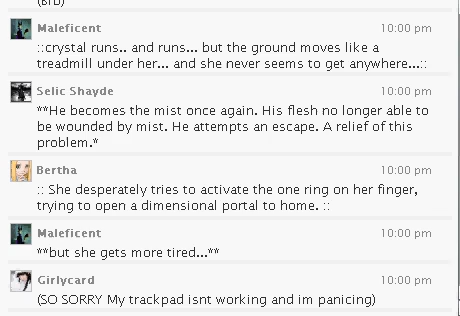 (BRB)
Maleficent 10:00 pm
::crystal runs.. and runs... but the ground moves like a
treadmill under her... and she never seems to get anywhere...::
Selic Shayde 10:00 pm
**He becomes the mist once again. His flesh no longer able to
be wounded by mist. He attempts an escape. A relief of this
problem.*
Bertha 10:00 pm
:: She desperately tries to activate the one ring on her finger,
trying to open a dimensional portal to home. ::
Maleficent 10:00 pm
**but she gets more tired...**
Girlycard 10:00 pm
(SO SORRY My trackpad isnt working and im panicing)